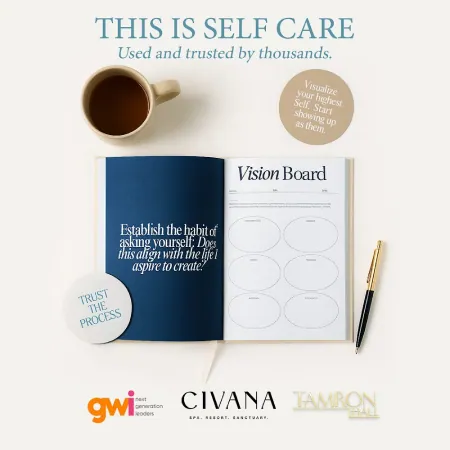 THIS IS SELF CARE
Used and trusted by thousands.
Visualize
your highest
Self. Start
showing up
as them.
Vision Board
Establish the habit of
asking yourself; Does
this align with the life I
aspire to create?
TRUST
THE
PROCESS
gwi next
generation
leaders
CIVANA
SPA. RESORT. SANCTUARY.
TAMRON